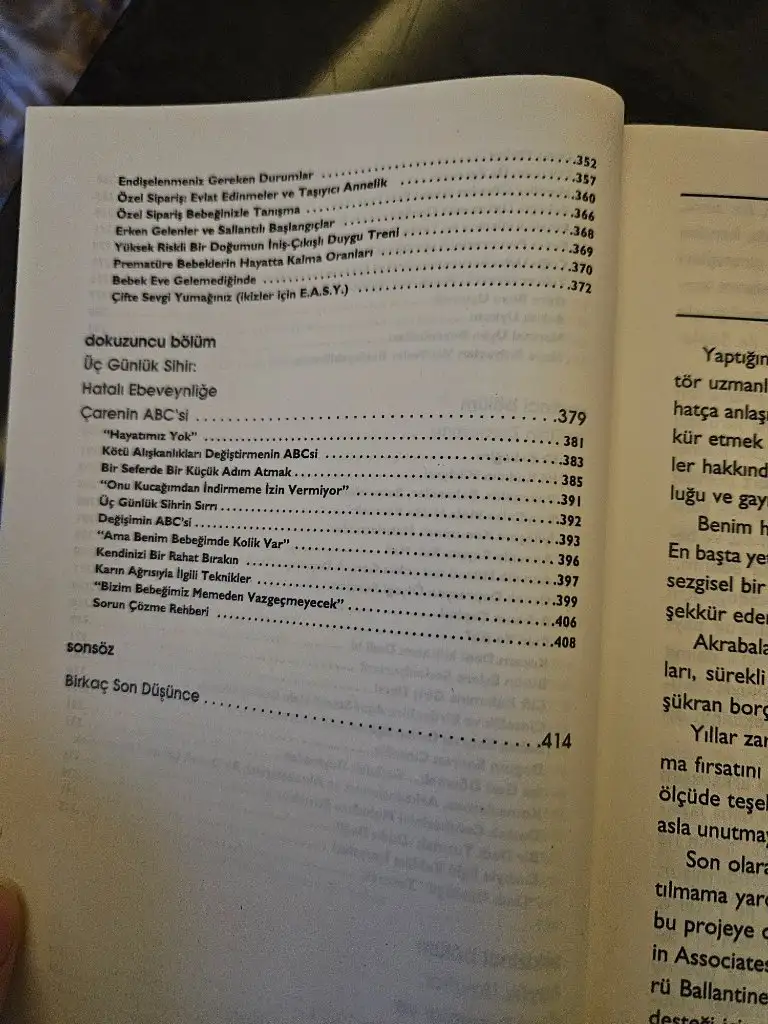 Endişelenmeniz Gereken Durumlar ................................352
Özel Sipariş: Evlat Edinmeler ve Taşıyıcı Annelik ........................357
Özel Sipariş Bebeğinizle Tanışma ................................360
Erken Gelenler ve Sallantılı Başlangıçlar ................................366
Yüksek Riskli Bir Doğumun İniş-Çıkışlı Duygu Treni ........................368
Prematüre Bebeklerin Hayatta Kalma Oranları ........................369
Bebek Eve Gelemediğinde ................................370
Çifte Sevgi Yumağınız (ikizler için E.A.S.Y.) ........................372
dokuzuncu bölüm
Üç Günlük Sihir:
Hatalı Ebeveynliğe
Çarenin ABC'si ................................379
"Hayatımız Yok" ................................381
Kötü Alışkanlıkları Değiştirmenin ABCsi ........................383
Bir Seferde Bir Küçük Adım Atmak ........................385
"Onu Kucağımdan İndirmeme İzin Vermiyor" ........................391
Üç Günlük Sihrin Sırrı ................................392
Değişimin ABC'si ................................393
"Ama Benim Bebeğimde Kolik Var" ........................396
Kendinizi Bir Rahat Bırakın ................................397
Karın Ağrısıyla İlgili Teknikler ................................399
"Bizim Bebeğimiz Memeden Vazgeçmeyecek" ........................406
Sorun Çözme Rehberi ................................408
sonsöz
Birkaç Son Düşünce ................................414
Yaptığın
tör uzmanl
hatça anlaşı
kür etmek
ler hakkınd
luğu ve gay
Benim h
En başta ye
sezgisel bir
şekkür eder
Akrabala
ları, sürekli
şükran borç
Yıllar zar
ma fırsatını
ölçüde teşe
asla unutmay
Son olara
tılmama yar
bu projeye
in Associates
rü Ballantine